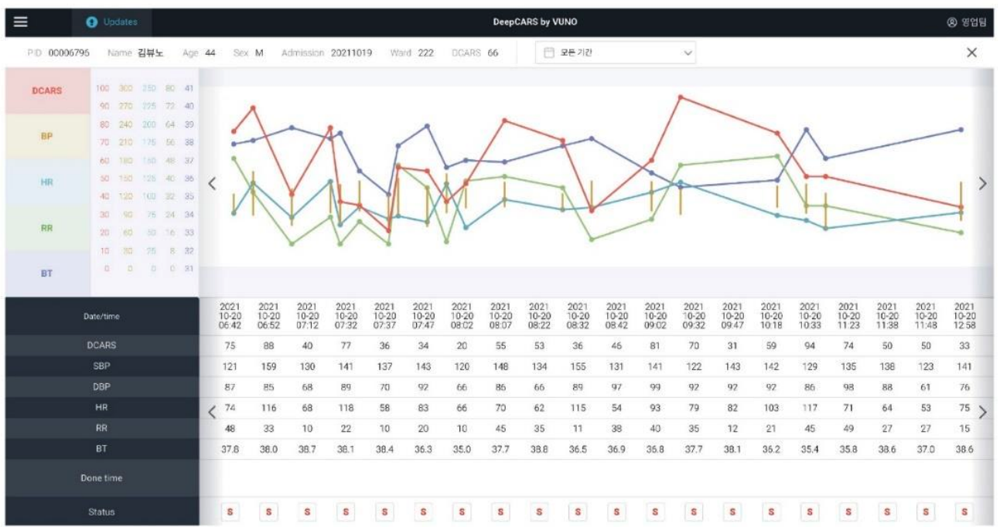 Updates
DeepCARS by VUNO
영업팀
PID 00006796 Name 김뷰노 Age 44 Sex M Admission 20211019 Ward 222 DCARS 66 모든 기간
DCARS
BP
HR
RR
BT
100 300 250 80 41
90 270 225 72 40
80 240 200 64 39
70 210 175 56 38
60 180 150 48 37
50 150 125 40 36
40 120 100 32 35
30 90 75 24 34
20 60 50 16 33
10 30 25 8 32
0 0 0 0 31
Date/time
2021 2021 2021 2021 2021 2021 2021 2021 2021 2021 2021 2021 2021 2021 2021 2021 2021 2021 2021 2021
10-20 10-20 10-20 10-20 10-20 10-20 10-20 10-20 10-20 10-20 10-20 10-20 10-20 10-20 10-20 10-20 10-20 10-20 10-20 10-20
06:42 06:52 07:12 07:32 07:37 07:47 08:02 08:07 08:22 08:32 08:42 09:02 09:32 09:47 10:18 10:33 11:23 11:38 11:48 12:58
DCARS 75 88 40 77 36 34 20 55 53 36 46 81 70 31 59 94 74 50 50 33
SBP 121 159 130 141 137 143 120 148 134 155 131 141 122 143 142 129 135 138 123 141
DBP 87 85 68 89 70 92 66 86 66 89 97 99 92 92 92 86 98 88 61 76
HR 74 116 68 118 58 83 66 70 62 115 54 93 79 82 103 117 71 64 53 75
RR 48 33 10 22 10 20 10 45 35 11 38 40 35 12 21 45 49 27 27 15
BT 37.8 38.0 38.7 38.1 38.4 36.3 35.0 37.7 38.8 36.5 36.9 36.8 37.7 38.1 36.2 35.4 35.8 38.6 37.0 38.6
Done time
Status S S S S S S S S S S S S S S S S S S S S